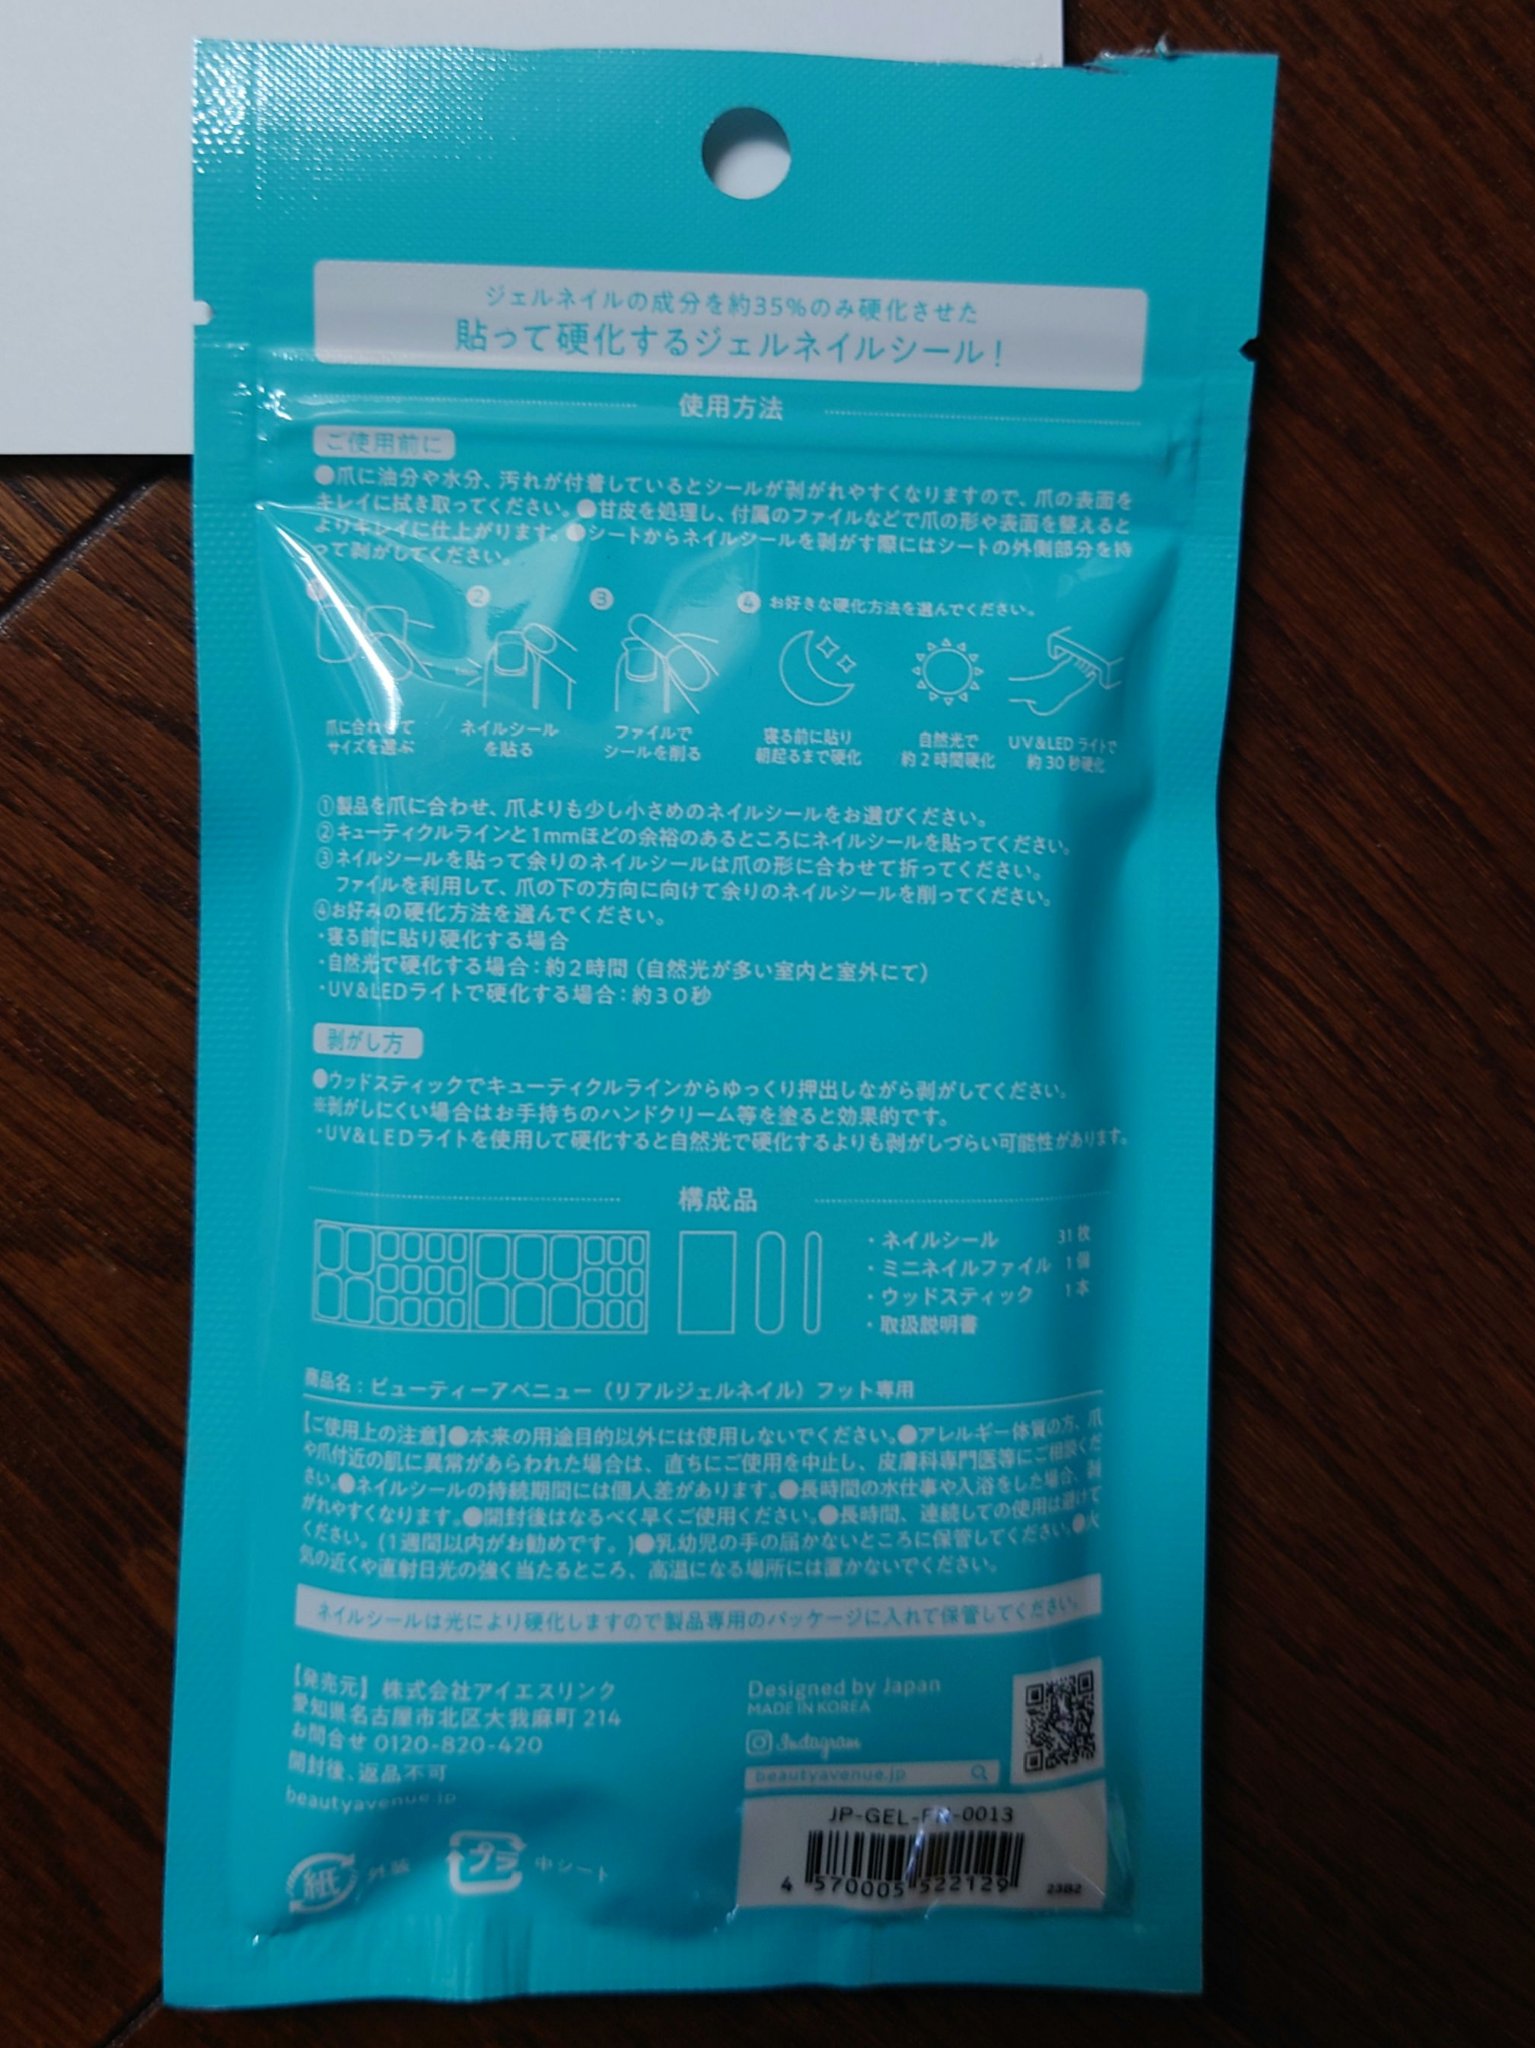 ジェルネイルの成分を約35%のみ硬化させた
貼って硬化するジェルネイルシール!
使用方法
ご使用前に
●爪に油分や水分、汚れが付着しているとシールが剥がれやすくなりますので、爪の表面を
キレイに拭き取ってください。●甘皮を処理し、付属のファイルなどで爪の形や表面を整えると
よりキレイに仕上がります。●シートからネイルシールを剥がす際にはシートの外側部分を持
って剥がしてください。
② ③ ④ お好きな硬化方法を選んでください。
爪に合わせて
サイズを選ぶ
ネイルシール
を貼る
ファイルで
シールを削る
寝る前に貼り
朝起るまで硬化
自然光で
約2時間硬化
UV&LEDライトで
約30秒硬化
①製品を爪に合わせ、爪よりも少し小さめのネイルシールをお選びください。
②キューティクルラインと1mmほどの余裕のあるところにネイルシールを貼ってください。
③ネイルシールを貼って余りのネイルシールは爪の形に合わせて折ってください。
ファイルを利用して、爪の下の方向に向けて余りのネイルシールを削ってください。
④お好みの硬化方法を選んでください。
・寝る前に貼り硬化する場合
・自然光で硬化する場合:約2時間(自然光が多い室内と室外にて)
・UV&LEDライトで硬化する場合:約30秒
剥がし方
●ウッドスティックでキューティクルラインからゆっくり押出しながら剥がしてください。
※剥がしにくい場合はお手持ちのハンドクリーム等を塗ると効果的です。
・UV&LEDライトを使用して硬化すると自然光で硬化するよりも剥がしづらい可能性があります。
構成品
・ネイルシール 31枚
・ミニネイルファイル 1個
・ウッドスティック 1本
・取扱説明書
商品名:ビューティーアベニュー(リアルジェルネイル)フット専用
【ご使用上の注意】●本来の用途目的以外には使用しないでください。●アレルギー体質の方、爪
や爪付近の肌に異常があらわれた場合は、直ちにご使用を中止し、皮膚科専門医等にご相談くだ
さい。●ネイルシールの持続期間には個人差があります。●長時間の水仕事や入浴をした場合、剥
がれやすくなります。●開封後はなるべく早くご使用ください。●長時間、連続しての使用は避けて
ください。(1週間以内がお勧めです。)●乳幼児の手の届かないところに保管してください。●火
気の近くや直射日光の強く当たるところ、高温になる場所には置かないでください。
ネイルシールは光により硬化しますので製品専用のパッケージに入れて保管してください。
【発売元】株式会社アイエスリンク
愛知県名古屋市北区大我麻町214
お問合せ 0120-820-420
開封後、返品不可
beautyavenue.jp
Designed by Japan
MADE IN KOREA
Instagram
beautyavenue.jp
紙 外装
プラ 中シート
JP-GEL-FN-0013
4 570005 522129
23B2